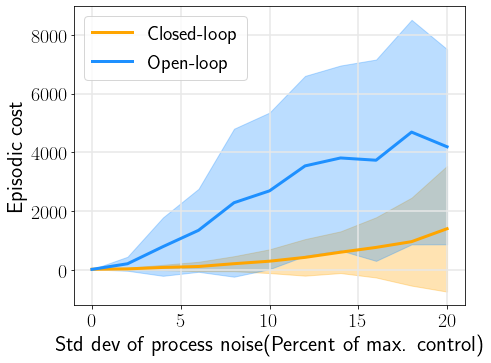 Closed-loop
Open-loop
Episodic cost
8000
6000
4000
2000
0
0 5 10 15 20
Std dev of process noise(Percent of max. control)